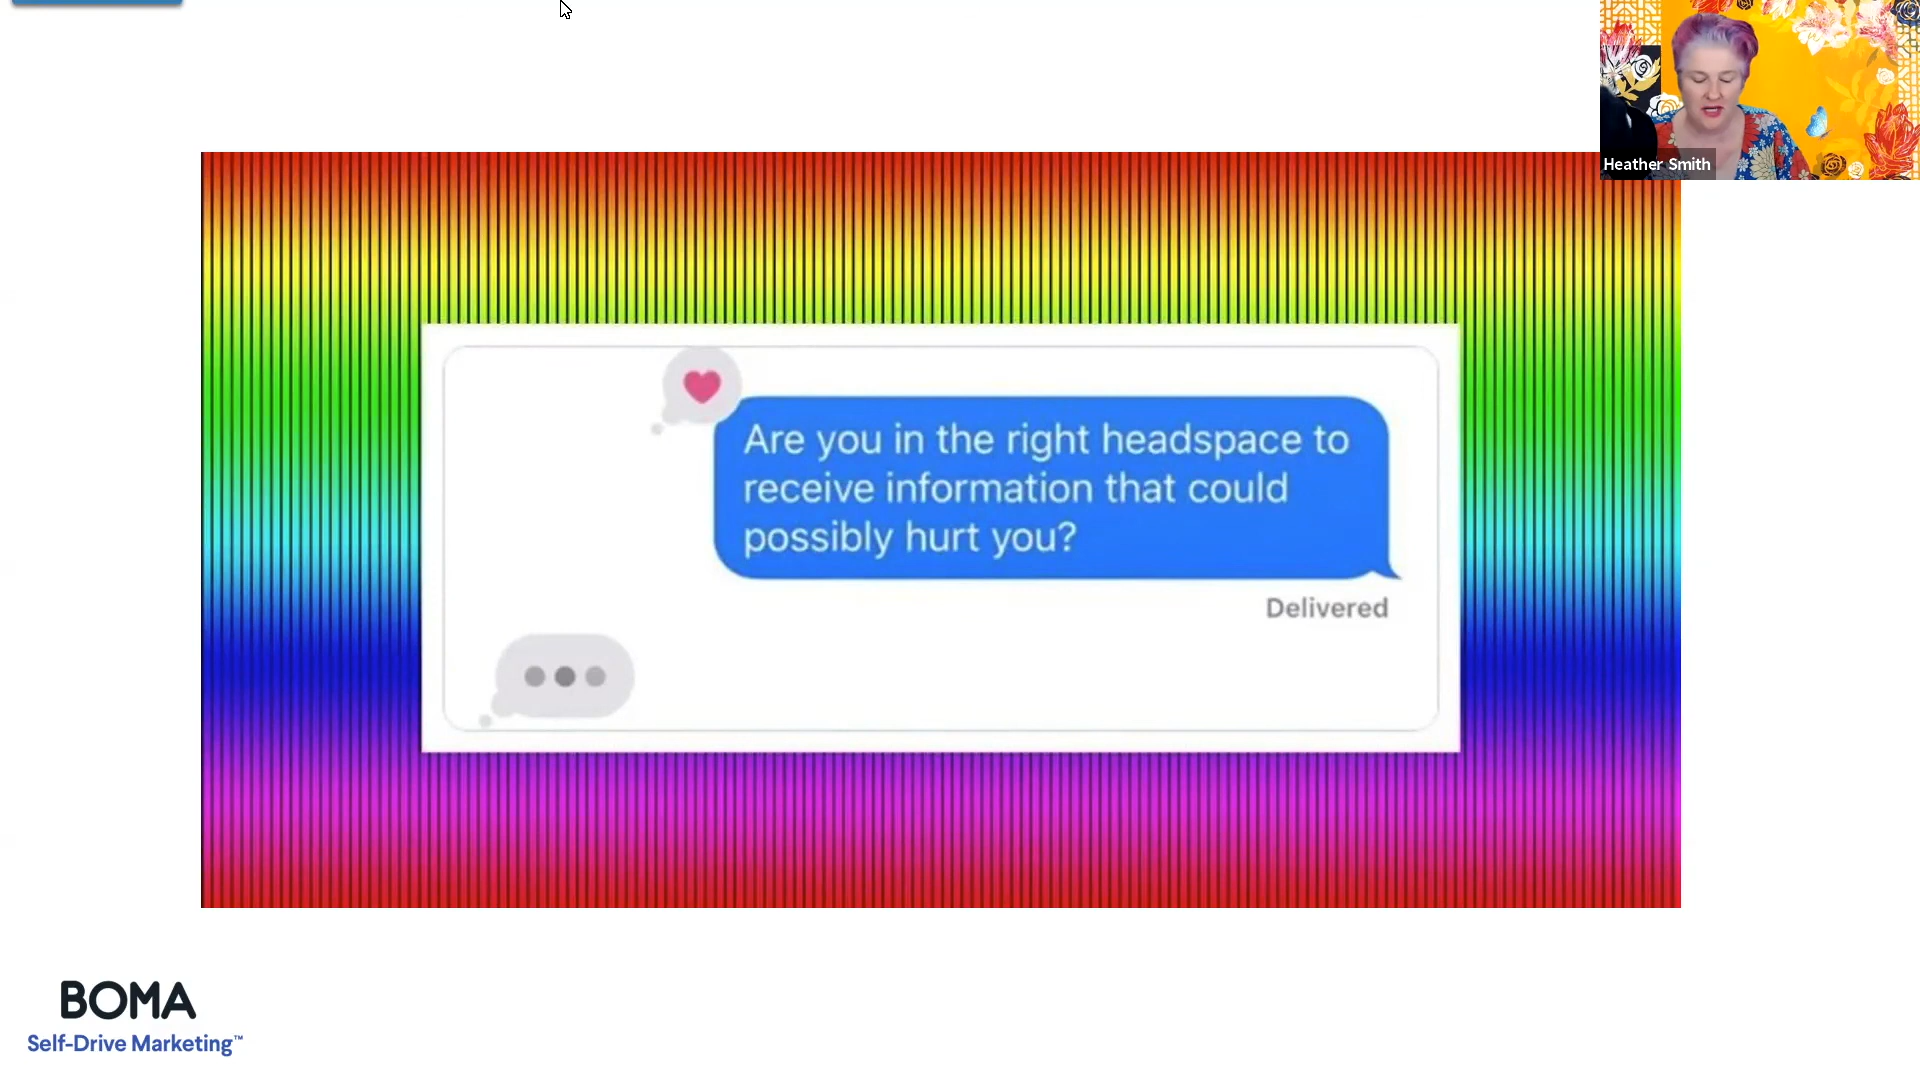 Heather Smith
Are you in the right headspace to
receive information that could
possibly hurt you?
Delivered
BOMA
Self-Drive Marketing™